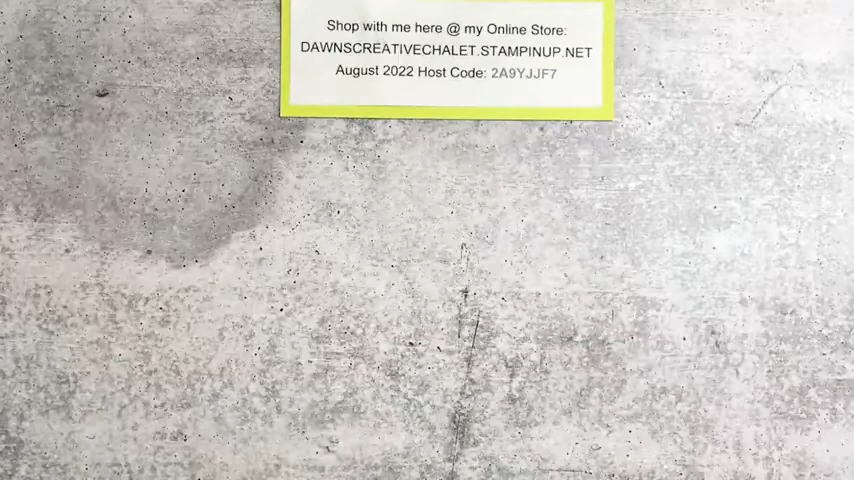 Shop with me here @ my Online Store:
DAWNSCREATIVECHALET.STAMPINUP.NET
August 2022 Host Code: 2A9YJJF7